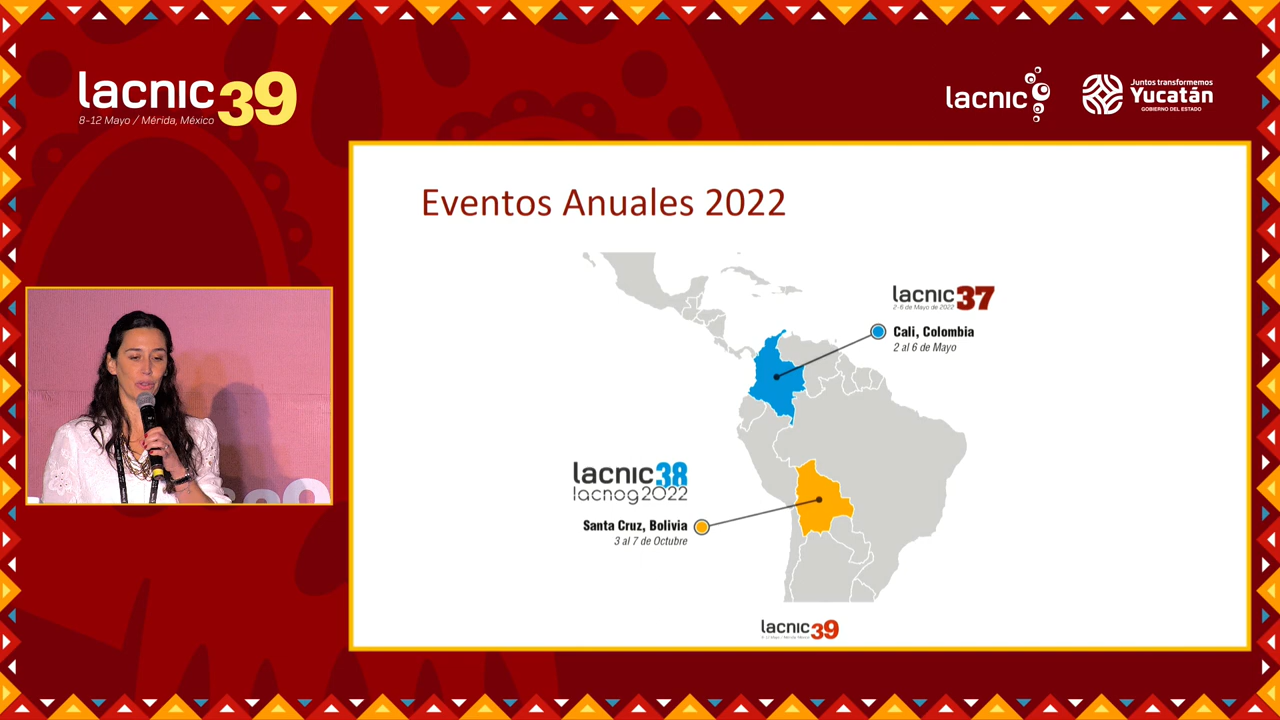 lacnic39
8-12 Mayo / Mérida, México
lacnic
Juntos transformemos
Yucatán
GOBIERNO DEL ESTADO
Eventos Anuales 2022
lacnic37
2-6 de Mayo de 2022
Cali, Colombia
2 al 6 de Mayo
lacnic38
lacnog2022
Santa Cruz, Bolivia
3 al 7 de Octubre
lacnic39